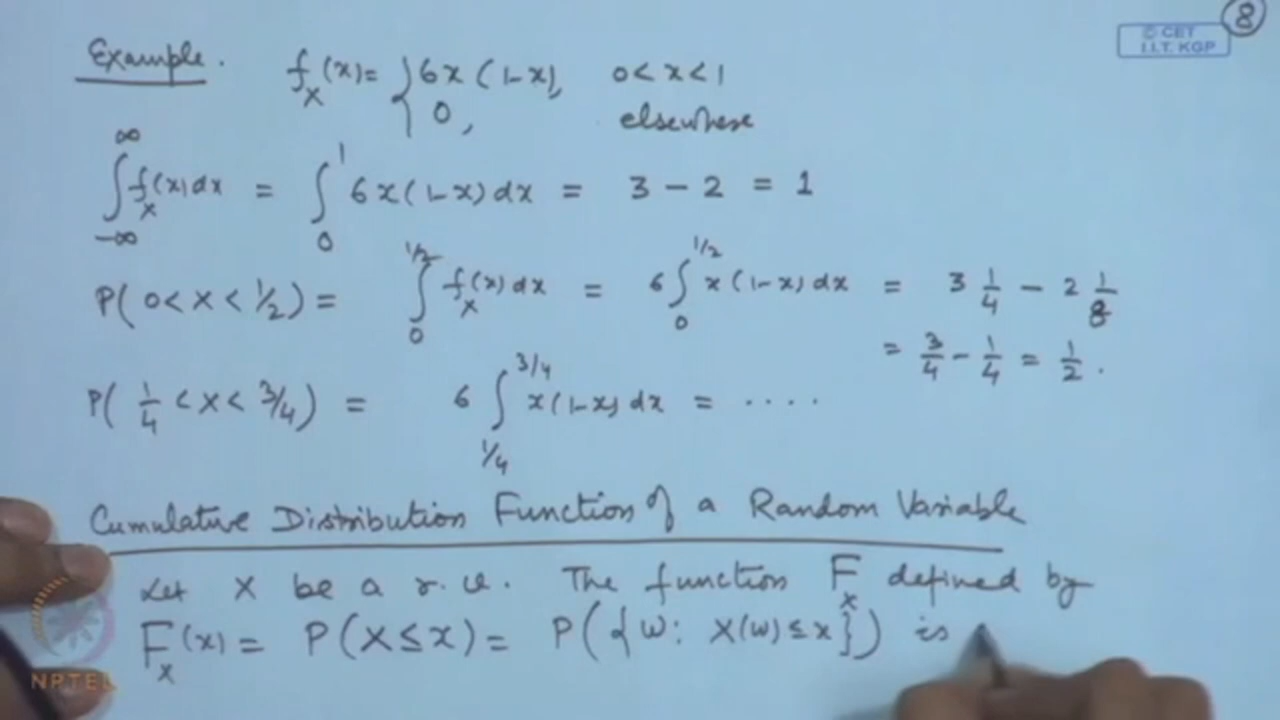 8
© CET
I.I.T. KGP
Example. f_X(x) = { 6x(1-x), 0 < x < 1
0, elsewhere
∫_{-∞}^{∞} f_X(x) dx = ∫_0^1 6x(1-x) dx = 3 - 2 = 1
P(0 < X < 1/2) = ∫_0^{1/2} f_X(x) dx = 6 ∫_0^{1/2} x(1-x) dx = 3 1/4 - 2 1/8
= 3/4 - 1/4 = 1/2 .
P(1/4 < X < 3/4) = 6 ∫_{1/4}^{3/4} x(1-x) dx = ....
Cumulative Distribution Function of a Random Variable
Let X be a r.v. The function F_X defined by
F_X(x) = P(X ≤ x) = P({ω: X(ω) ≤ x}) is
NPTEL